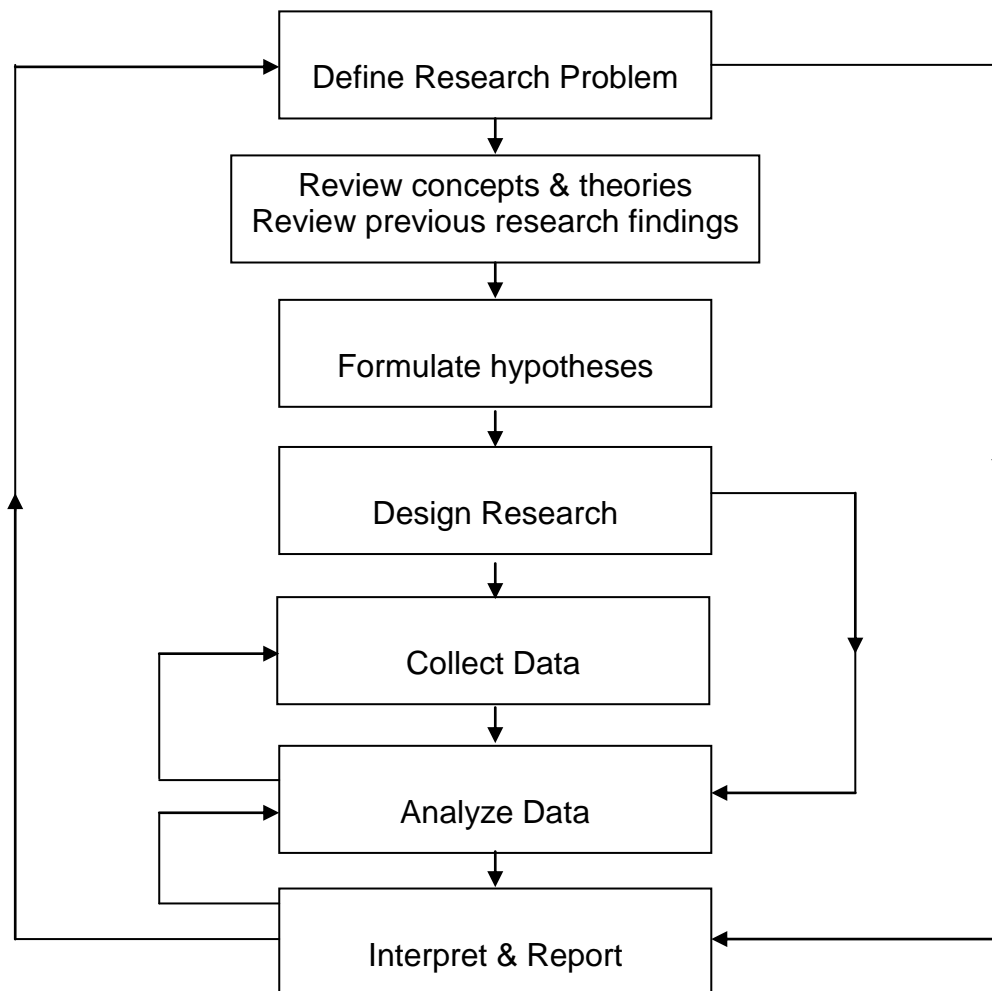 Define Research Problem
Review concepts & theories
Review previous research findings
Formulate hypotheses
Design Research
Collect Data
Analyze Data
Interpret & Report